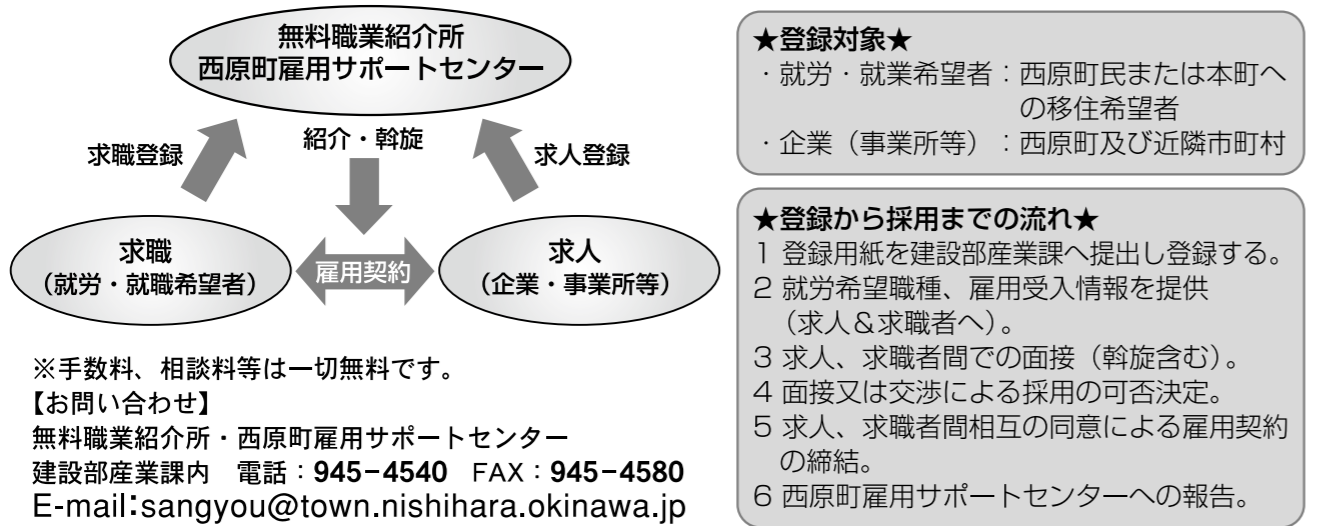 無料職業紹介所
西原町雇用サポートセンター
求職登録
紹介・斡旋
求人登録
求職
（就労・就職希望者）
雇用契約
求人
（企業・事業所等）
※手数料、相談料等は一切無料です。
【お問い合わせ】
無料職業紹介所・西原町雇用サポートセンター
建設部産業課内　電話：945−4540　FAX：945−4580
E-mail:sangyou@town.nishihara.okinawa.jp
★登録対象★
・就労・就業希望者：西原町民または本町へ
の移住希望者
・企業（事業所等）：西原町及び近隣市町村
★登録から採用までの流れ★
1 登録用紙を建設部産業課へ提出し登録する。
2 就労希望職種、雇用受入情報を提供
（求人＆求職者へ）。
3 求人、求職者間での面接（斡旋含む）。
4 面接又は交渉による採用の可否決定。
5 求人、求職者間相互の同意による雇用契約
の締結。
6 西原町雇用サポートセンターへの報告。